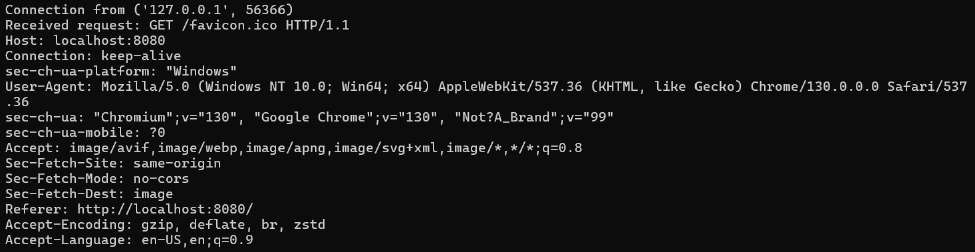 Connection from ('127.0.0.1', 56366)
Received request: GET /favicon.ico HTTP/1.1
Host: localhost:8080
Connection: keep-alive
sec-ch-ua-platform: "Windows"
User-Agent: Mozilla/5.0 (Windows NT 10.0; Win64; x64) AppleWebKit/537.36 (KHTML, like Gecko) Chrome/130.0.0.0 Safari/537
.36
sec-ch-ua: "Chromium";v="130", "Google Chrome";v="130", "Not?A_Brand";v="99"
sec-ch-ua-mobile: ?0
Accept: image/avif,image/webp,image/apng,image/svg+xml,image/*,*/*;q=0.8
Sec-Fetch-Site: same-origin
Sec-Fetch-Mode: no-cors
Sec-Fetch-Dest: image
Referer: http://localhost:8080/
Accept-Encoding: gzip, deflate, br, zstd
Accept-Language: en-US,en;q=0.9